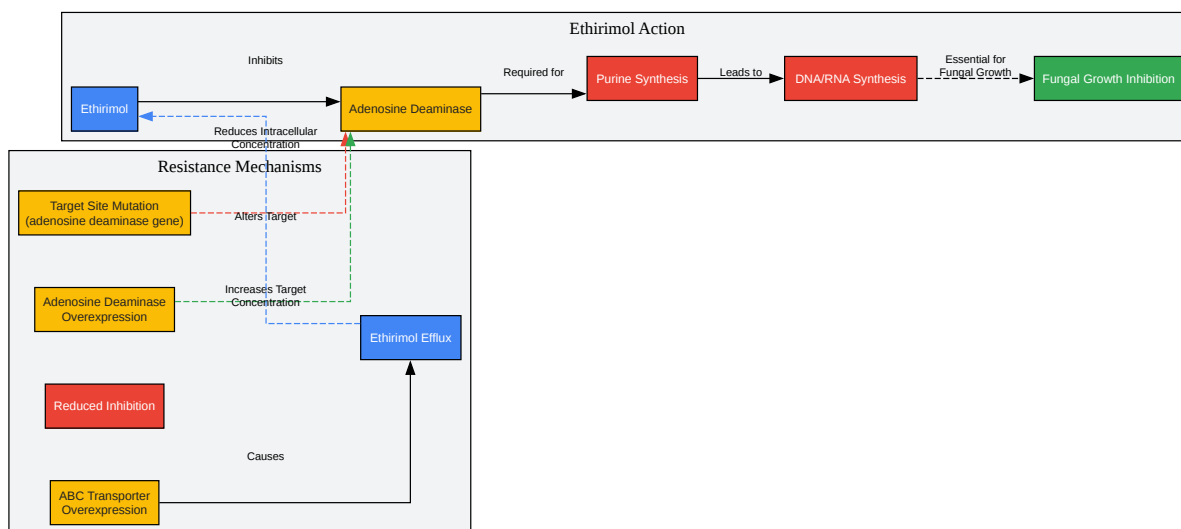 Ethirimol Action
Inhibits
Essential for
Fungal Growth
Required for
Leads to
Purine Synthesis
DNA/RNA Synthesis
Fungal Growth Inhibition
Ethirimol
Adenosine Deaminase
Reduces Intracellular
Concentration
Resistance Mechanisms
Target Site Mutation
(adenosine deaminase gene)
Alters Target
Adenosine Deaminase
Overexpression
Increases Target
Concentration
Ethirimol Efflux
Reduced Inhibition
Causes
ABC Transporter
Overexpression